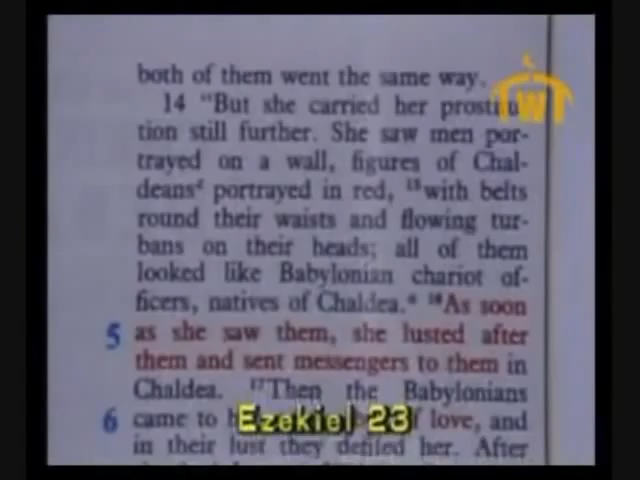 both of them went the same way.
14 "But she carried her prostitu-
tion still further. She saw men por-
trayed on a wall, figures of Chal-
deans portrayed in red, 15with belts
round their waists and flowing tur-
bans on their heads; all of them
looked like Babylonian chariot of-
ficers, natives of Chaldea. 16As soon
5 as she saw them, she lusted after
them and sent messengers to them in
Chaldea. 17Then the Babylonians
6 came to of love, and
Ezekiel 23
in their lust they defiled her. After
W